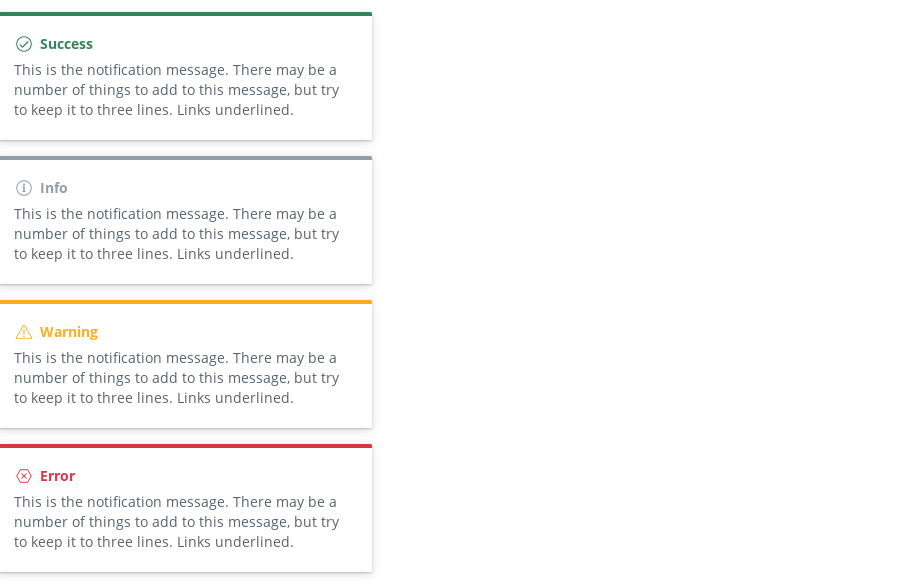 Success
This is the notification message. There may be a
number of things to add to this message, but try
to keep it to three lines. Links underlined.
Info
This is the notification message. There may be a
number of things to add to this message, but try
to keep it to three lines. Links underlined.
Warning
This is the notification message. There may be a
number of things to add to this message, but try
to keep it to three lines. Links underlined.
Error
This is the notification message. There may be a
number of things to add to this message, but try
to keep it to three lines. Links underlined.